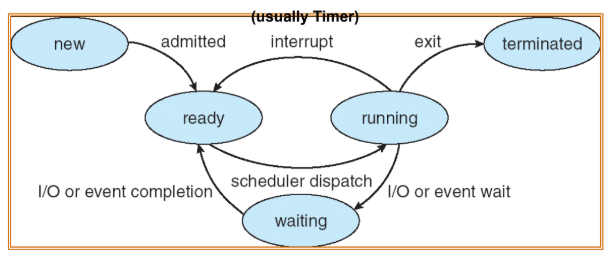 (usually Timer)
new
admitted
interrupt
exit
terminated
ready
running
I/O or event completion
scheduler dispatch
I/O or event wait
waiting